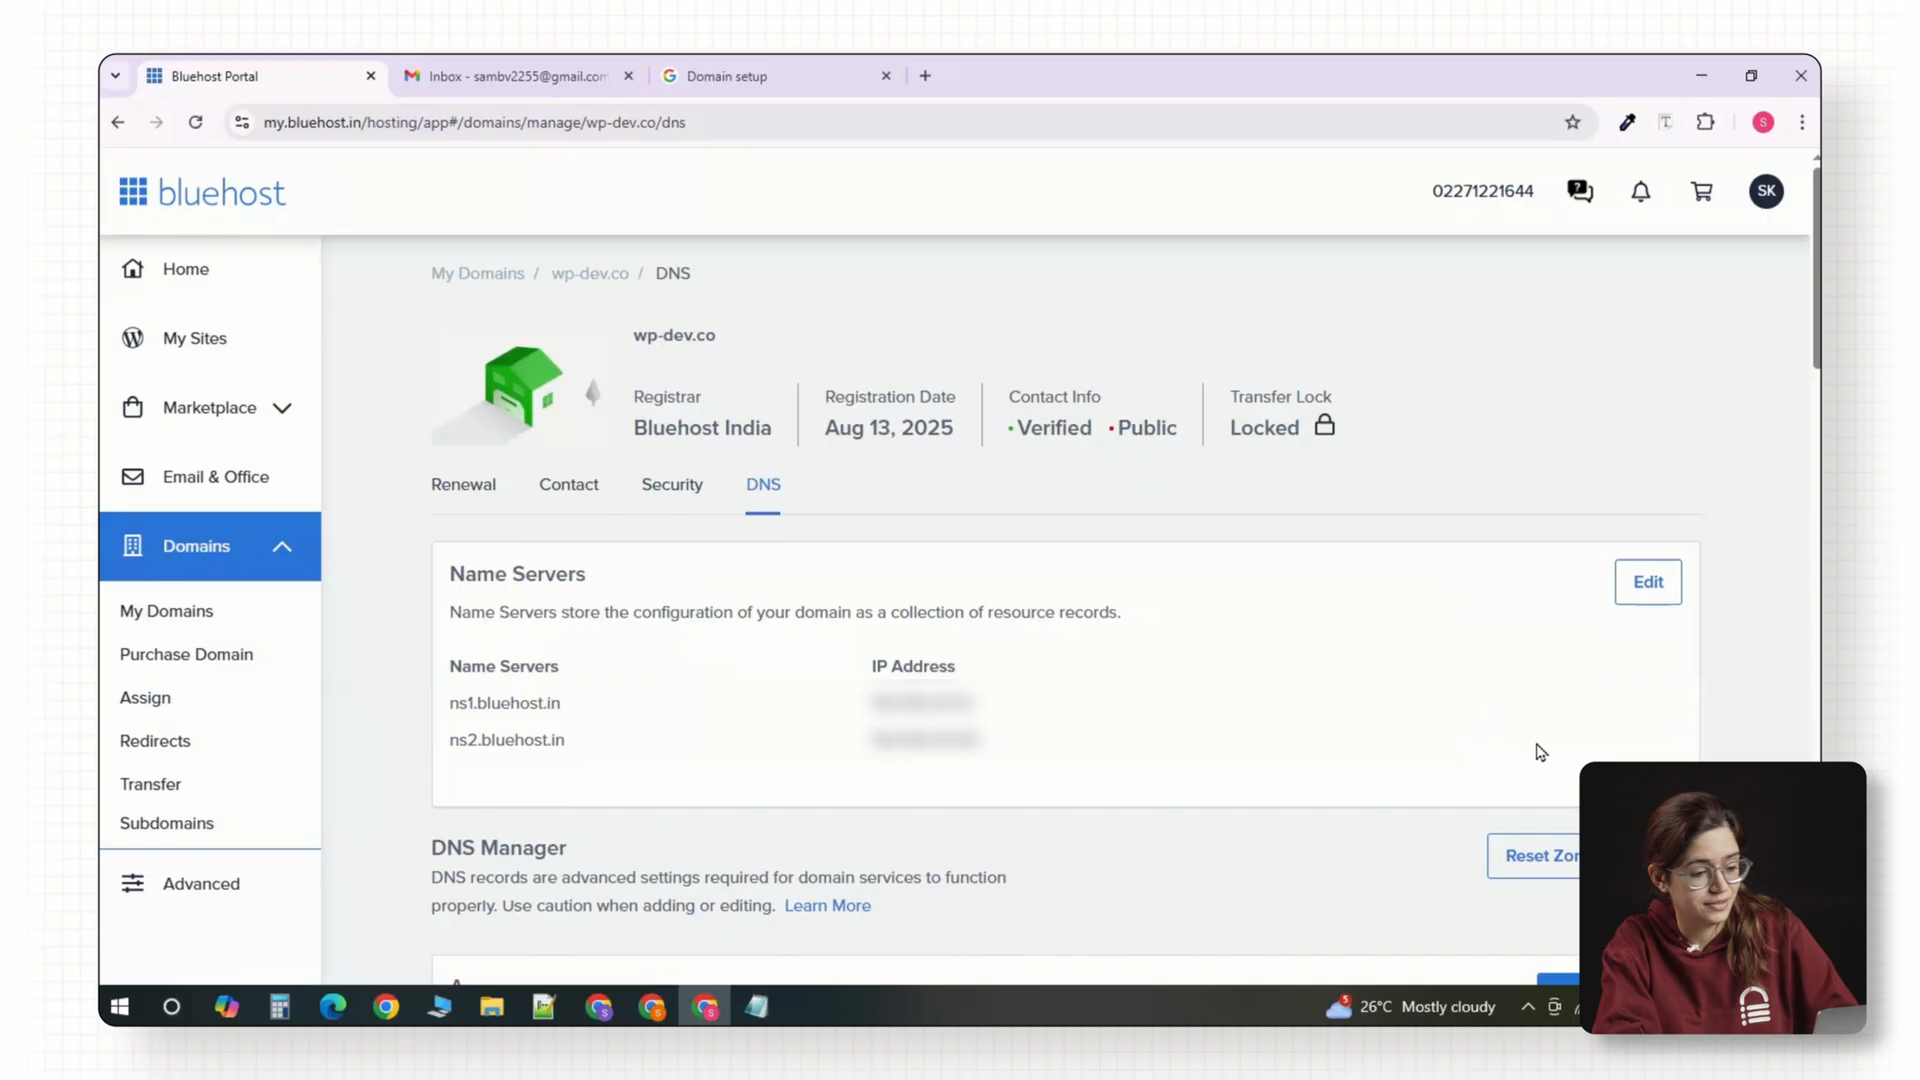 Bluehost Portal
Inbox - sambv2255@gmail.com
Domain setup
my.bluehost.in/hosting/app#/domains/manage/wp-dev.co/dns
S
bluehost
02271221644
SK
Home
My Sites
Marketplace
Email & Office
Domains
My Domains
Purchase Domain
Assign
Redirects
Transfer
Subdomains
Advanced
My Domains / wp-dev.co / DNS
wp-dev.co
Registrar
Bluehost India
Registration Date
Aug 13, 2025
Contact Info
Verified Public
Transfer Lock
Locked
Renewal Contact Security DNS
Name Servers
Edit
Name Servers store the configuration of your domain as a collection of resource records.
Name Servers IP Address
ns1.bluehost.in
ns2.bluehost.in
DNS Manager
Reset Zon
DNS records are advanced settings required for domain services to function
properly. Use caution when adding or editing. Learn More
26°C Mostly cloudy